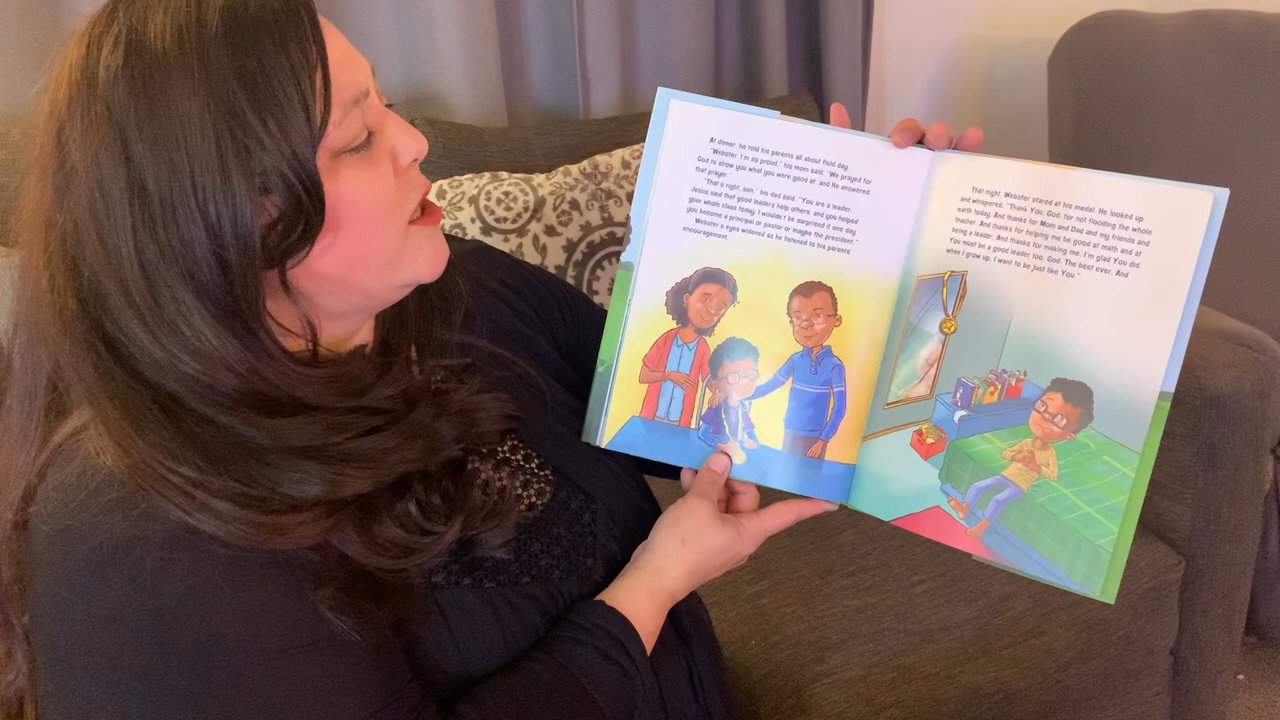 At dinner, he told his parents all about field day.
"Webster, I'm so proud," his mom said. "We prayed for
God to show you what you were good at, and He answered
that prayer."
"That's right, son," his dad said. "You are a leader.
Jesus said that good leaders help others, and you helped
your whole class today. I wouldn't be surprised if one day
you become a principal or pastor or maybe the president."
Webster's eyes widened as he listened to his parents'
encouragement.
That night, Webster stared at his medal. He looked up
and whispered, "Thank You, God, for not flooding the whole
earth today. And thanks for Mom and Dad and my friends and
teacher. And thanks for helping me be good at math and at
being a leader. And thanks for making me. I'm glad You did.
You must be a good leader too, God. The best ever. And
when I grow up, I want to be just like You."